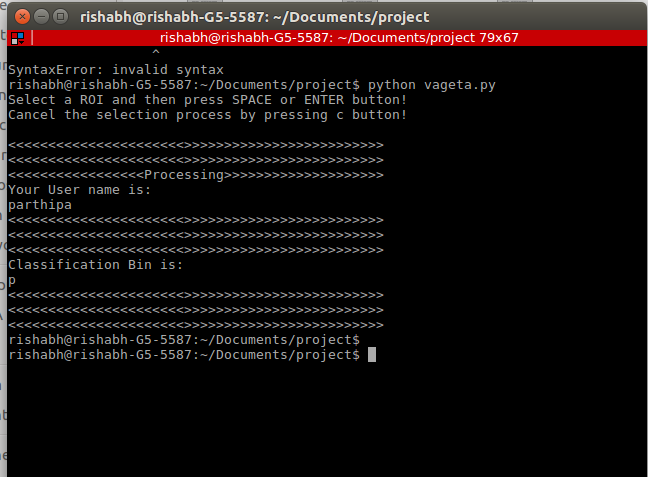 rishabh@rishabh-G5-5587: ~/Documents/project
rishabh@rishabh-G5-5587: ~/Documents/project 79x67
^
SyntaxError: invalid syntax
rishabh@rishabh-G5-5587:~/Documents/project$ python vageta.py
Select a ROI and then press SPACE or ENTER button!
Cancel the selection process by pressing c button!
<<<<<<<<<<<<<<<<<<<<<<>>>>>>>>>>>>>>>>>>>>>>>>>
<<<<<<<<<<<<<<<<<<<<<<>>>>>>>>>>>>>>>>>>>>>>>>>
<<<<<<<<<<<<<<<<<Processing>>>>>>>>>>>>>>>>>>>>
Your User name is:
parthipa
<<<<<<<<<<<<<<<<<<<<<<>>>>>>>>>>>>>>>>>>>>>>>>>
<<<<<<<<<<<<<<<<<<<<<<>>>>>>>>>>>>>>>>>>>>>>>>>
<<<<<<<<<<<<<<<<<<<<<<>>>>>>>>>>>>>>>>>>>>>>>>>
Classification Bin is:
p
<<<<<<<<<<<<<<<<<<<<<<>>>>>>>>>>>>>>>>>>>>>>>>>
<<<<<<<<<<<<<<<<<<<<<<>>>>>>>>>>>>>>>>>>>>>>>>>
<<<<<<<<<<<<<<<<<<<<<<>>>>>>>>>>>>>>>>>>>>>>>>>
rishabh@rishabh-G5-5587:~/Documents/project$
rishabh@rishabh-G5-5587:~/Documents/project$